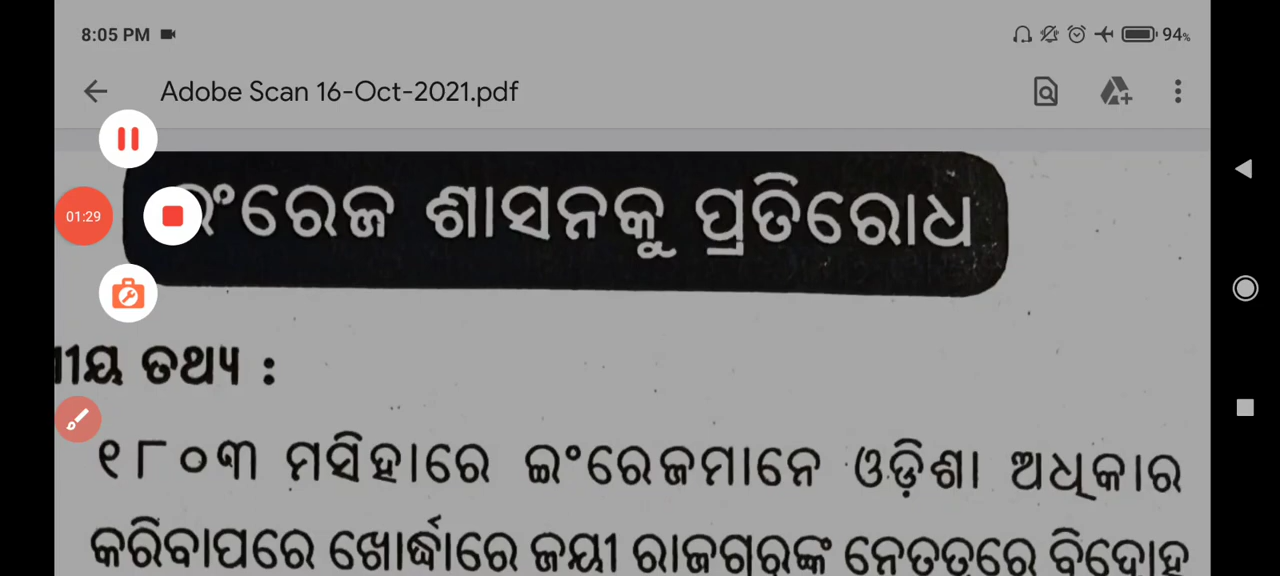 8:05 PM 94%
Adobe Scan 16-Oct-2021.pdf
01:29
ଶାସନକୁ ପ୍ରତିରୋଧ
ତଥ୍ୟ :
୧୮୦୩ ମସିହାରେ ଇଂରେଜମାନେ ଓଡ଼ିଶା ଅଧିକାର
କରିବାପରେ ଖୋର୍ଦ୍ଧାରେ ଜୟୀ ରାଜଗୁରୁଙ୍କ ନେତୃତ୍ୱରେ ବିଦ୍ରୋହ